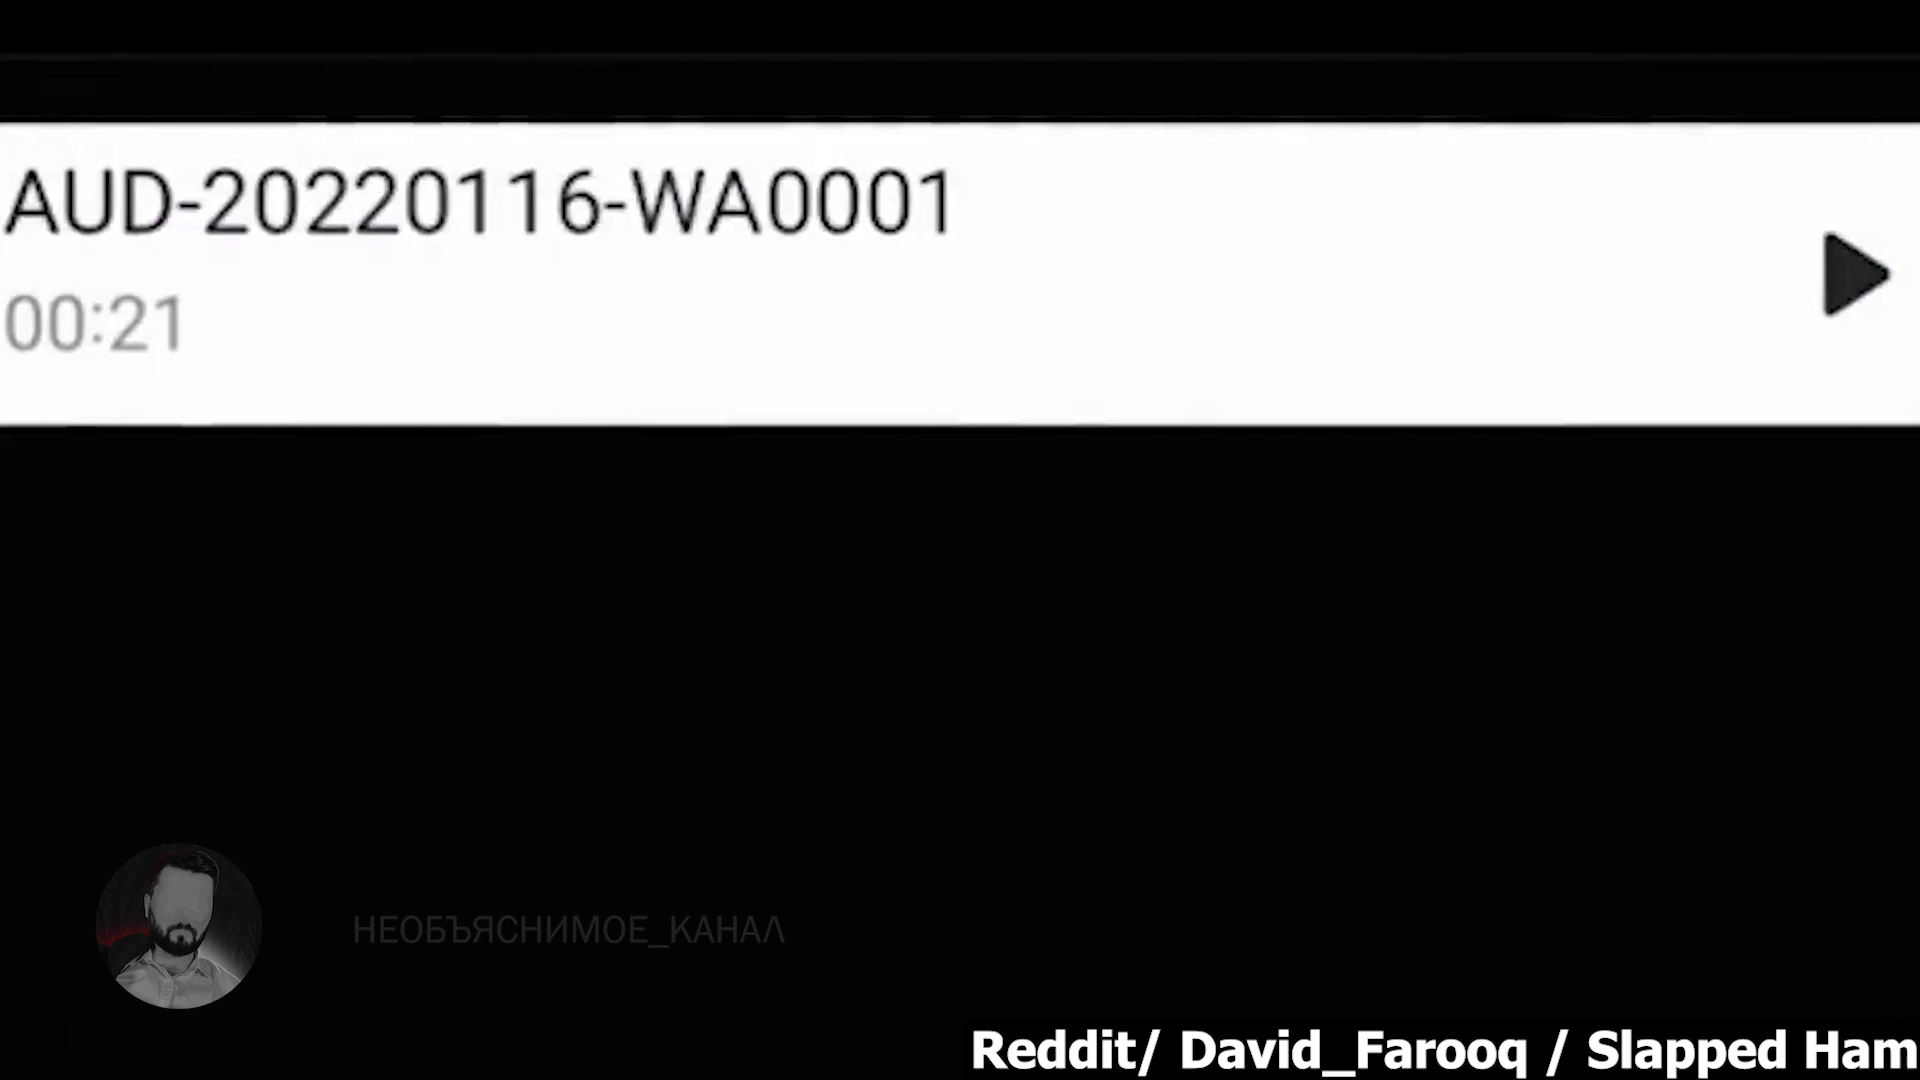 AUD-20220116-WA0001
00:21
НЕОБЪЯСНИМОЕ_КАНАЛ
Reddit/ David_Farooq / Slapped Ham